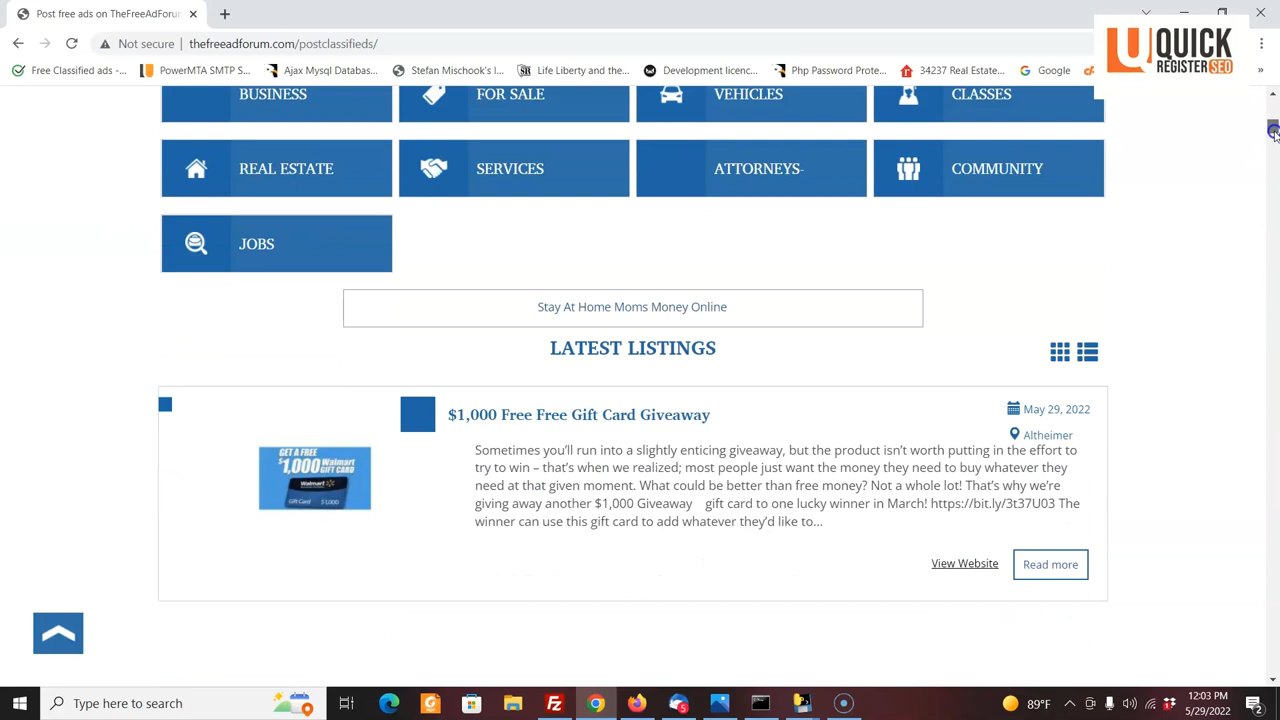 Post free ads on TheFreeAdForum
Not secure
thefreeadforum.com/postclassifieds/
QUICK
REGISTERSEO
Free Classified ads -...
PowerMTA SMTP S...
Ajax Mysql Databas...
Stefan Mischook's I...
Life Liberty and the...
Development licenc...
Php Password Prote...
34237 Real Estate...
Google
»
BUSINESS
FOR SALE
VEHICLES
CLASSES
REAL ESTATE
SERVICES
ATTORNEYS-
COMMUNITY
JOBS
Stay At Home Moms Money Online
LATEST LISTINGS
GET A FREE
$1,000 Walmart
GIFT CARD
Walmart
Gift Card $1,000
$1,000 Free Free Gift Card Giveaway
May 29, 2022
Altheimer
Sometimes you'll run into a slightly enticing giveaway, but the product isn't worth putting in the effort to
try to win – that's when we realized; most people just want the money they need to buy whatever they
need at that given moment. What could be better than free money? Not a whole lot! That's why we're
giving away another $1,000 Giveaway gift card to one lucky winner in March! https://bit.ly/3t37U03 The
winner can use this gift card to add whatever they'd like to...
View Website
Read more
Type here to search
89°F
12:03 PM
5/29/2022
2